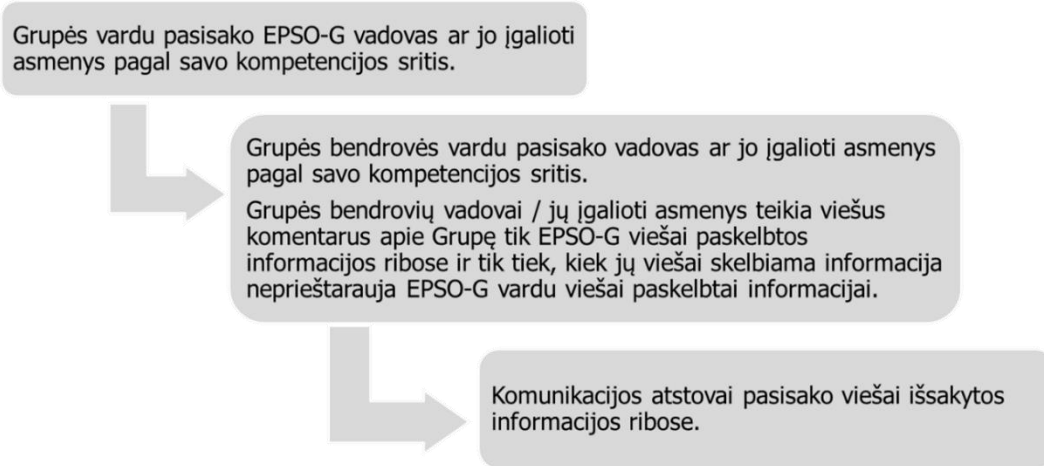 Grupės vardu pasisako EPSO-G vadovas ar jo įgalioti
asmenys pagal savo kompetencijos sritis.
Grupės bendrovės vardu pasisako vadovas ar jo įgalioti asmenys
pagal savo kompetencijos sritis.
Grupės bendrovių vadovai / jų įgalioti asmenys teikia viešus
komentarus apie Grupę tik EPSO-G viešai paskelbtos
informacijos ribose ir tik tiek, kiek jų viešai skelbiama informacija
neprieštarauja EPSO-G vardu viešai paskelbtai informacijai.
Komunikacijos atstovai pasisako viešai išsakytos
informacijos ribose.